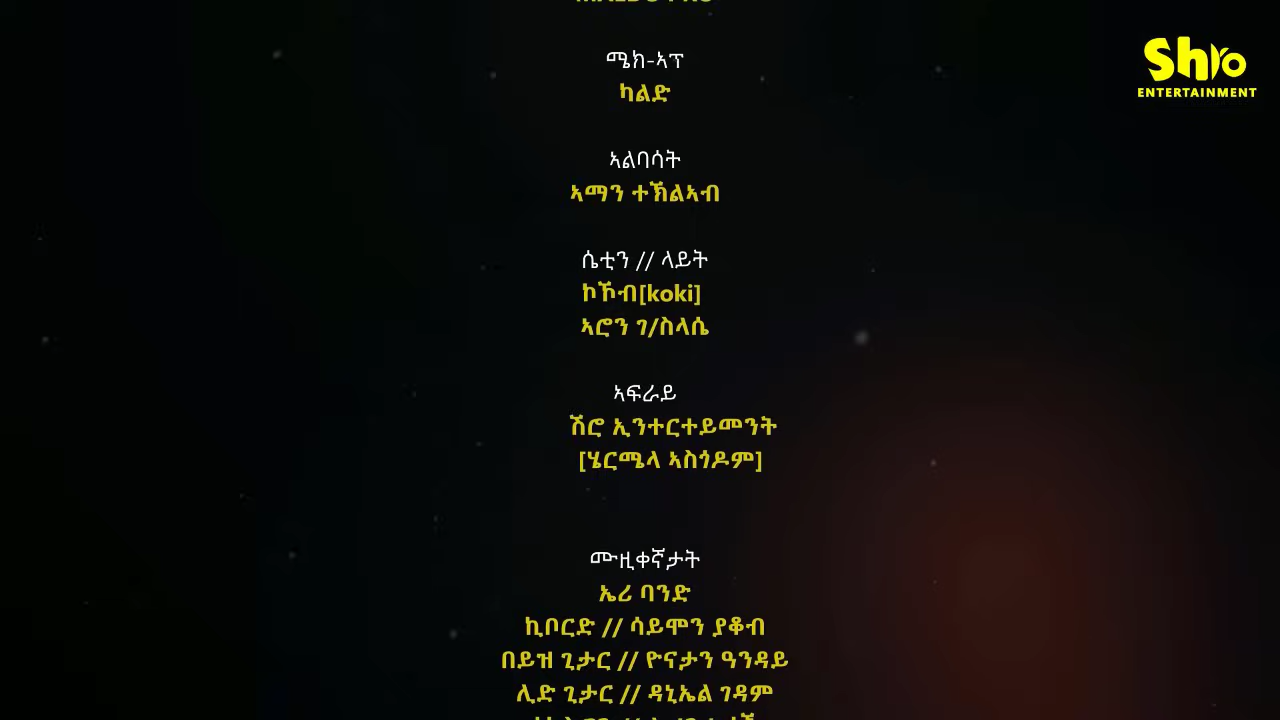 Shro
ENTERTAINMENT
ሜክ-ኣፕ
ካልድ
ኣልባሳት
ኣማን ተኽልኣብ
ሴቲን // ላይት
ኮኾብ[koki]
ኣሮን ገ/ስላሴ
ኣፍራይ
ሽሮ ኢንተርተይመንት
[ሄርሜላ ኣስጎዶም]
ሙዚቀኛታት
ኤሪ ባንድ
ኪቦርድ // ሳይሞን ያቆብ
በይዝ ጊታር // ዮናታን ዓንዳይ
ሊድ ጊታር // ዳኒኤል ገዳም